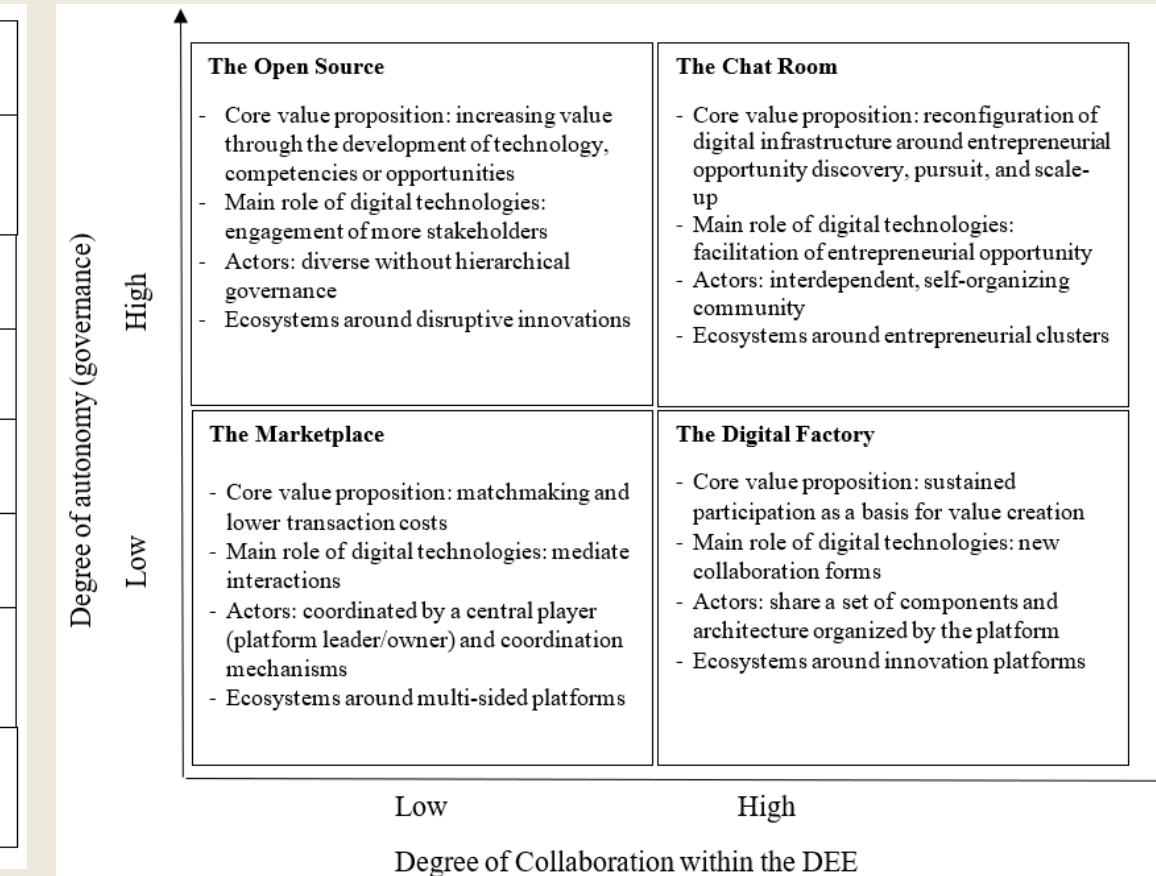 The Open Source
- Core value proposition: increasing value
through the development of technology,
competencies or opportunities
- Main role of digital technologies:
engagement of more stakeholders
- Actors: diverse without hierarchical
governance
- Ecosystems around disruptive innovations
The Chat Room
- Core value proposition: reconfiguration of
digital infrastructure around entrepreneurial
opportunity discovery, pursuit, and scale-
up
- Main role of digital technologies:
facilitation of entrepreneurial opportunity
- Actors: interdependent, self-organizing
community
- Ecosystems around entrepreneurial clusters
The Marketplace
- Core value proposition: matchmaking and
lower transaction costs
- Main role of digital technologies: mediate
interactions
- Actors: coordinated by a central player
(platform leader/owner) and coordination
mechanisms
- Ecosystems around multi-sided platforms
The Digital Factory
- Core value proposition: sustained
participation as a basis for value creation
- Main role of digital technologies: new
collaboration forms
- Actors: share a set of components and
architecture organized by the platform
- Ecosystems around innovation platforms
Degree of autonomy (governance)
High
Low
Low
High
Degree of Collaboration within the DEE